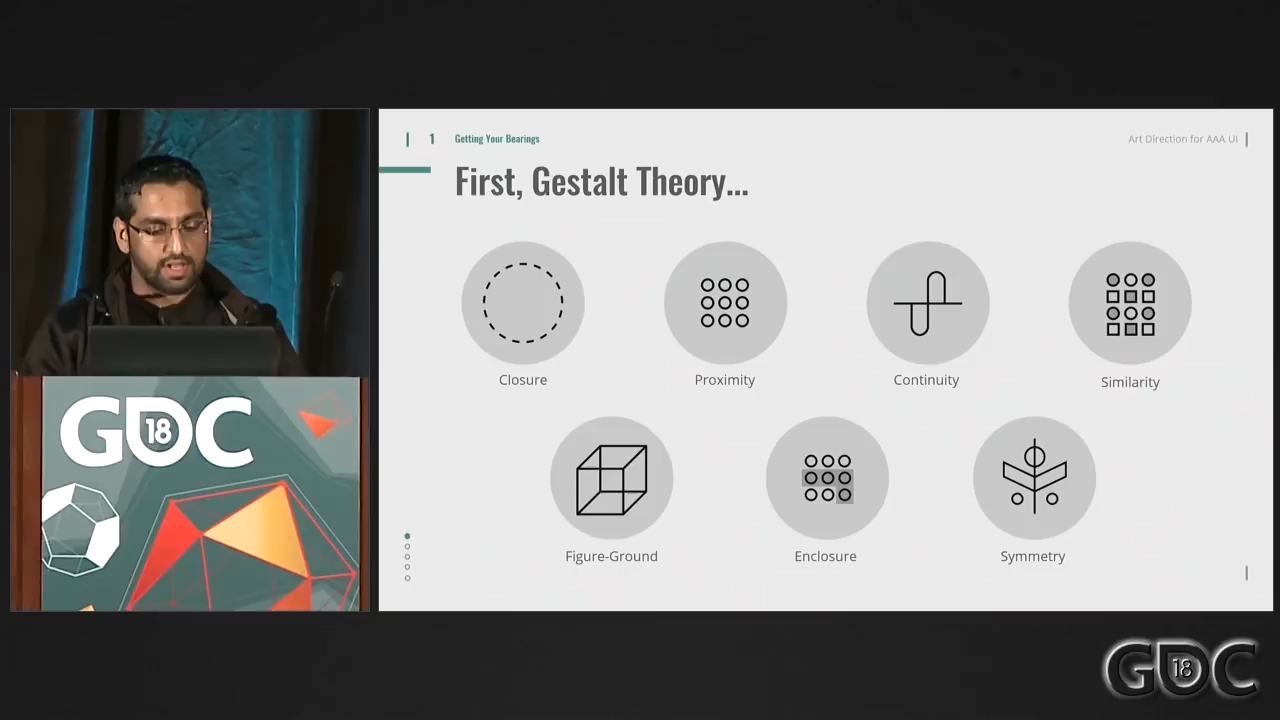 1 Getting Your Bearings
Art Direction for AAA UI
First, Gestalt Theory...
Closure
Proximity
Continuity
Similarity
Figure-Ground
Enclosure
Symmetry
GDC
18
GDC
18